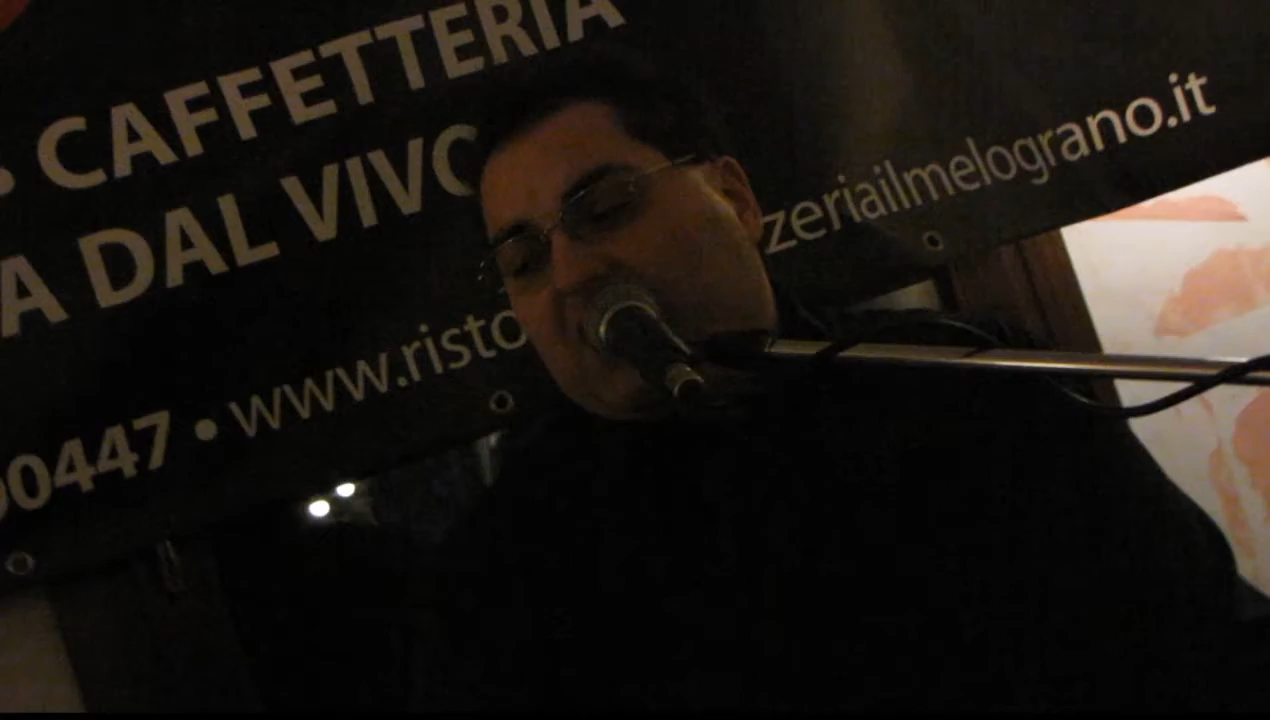 • CAFFETTERIA
A DAL VIVO
0447 • www.risto zeriailmelograno.it